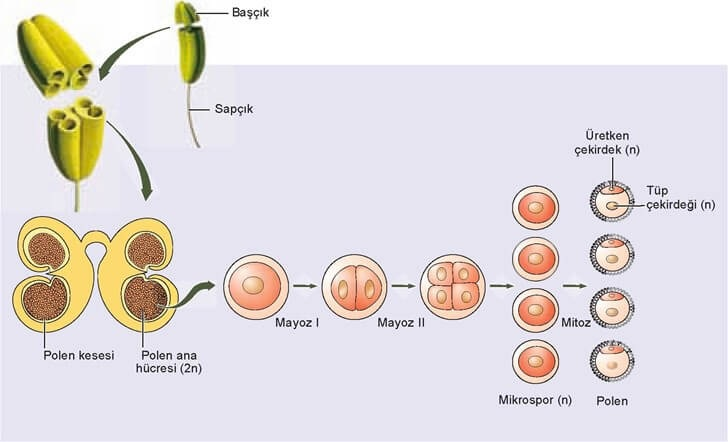 Başçık
Sapçık
Üretken
çekirdek (n)
Tüp
çekirdeği (n)
Mayoz I
Mayoz II
Mitoz
Polen kesesi
Polen ana
hücresi (2n)
Mikrospor (n)
Polen